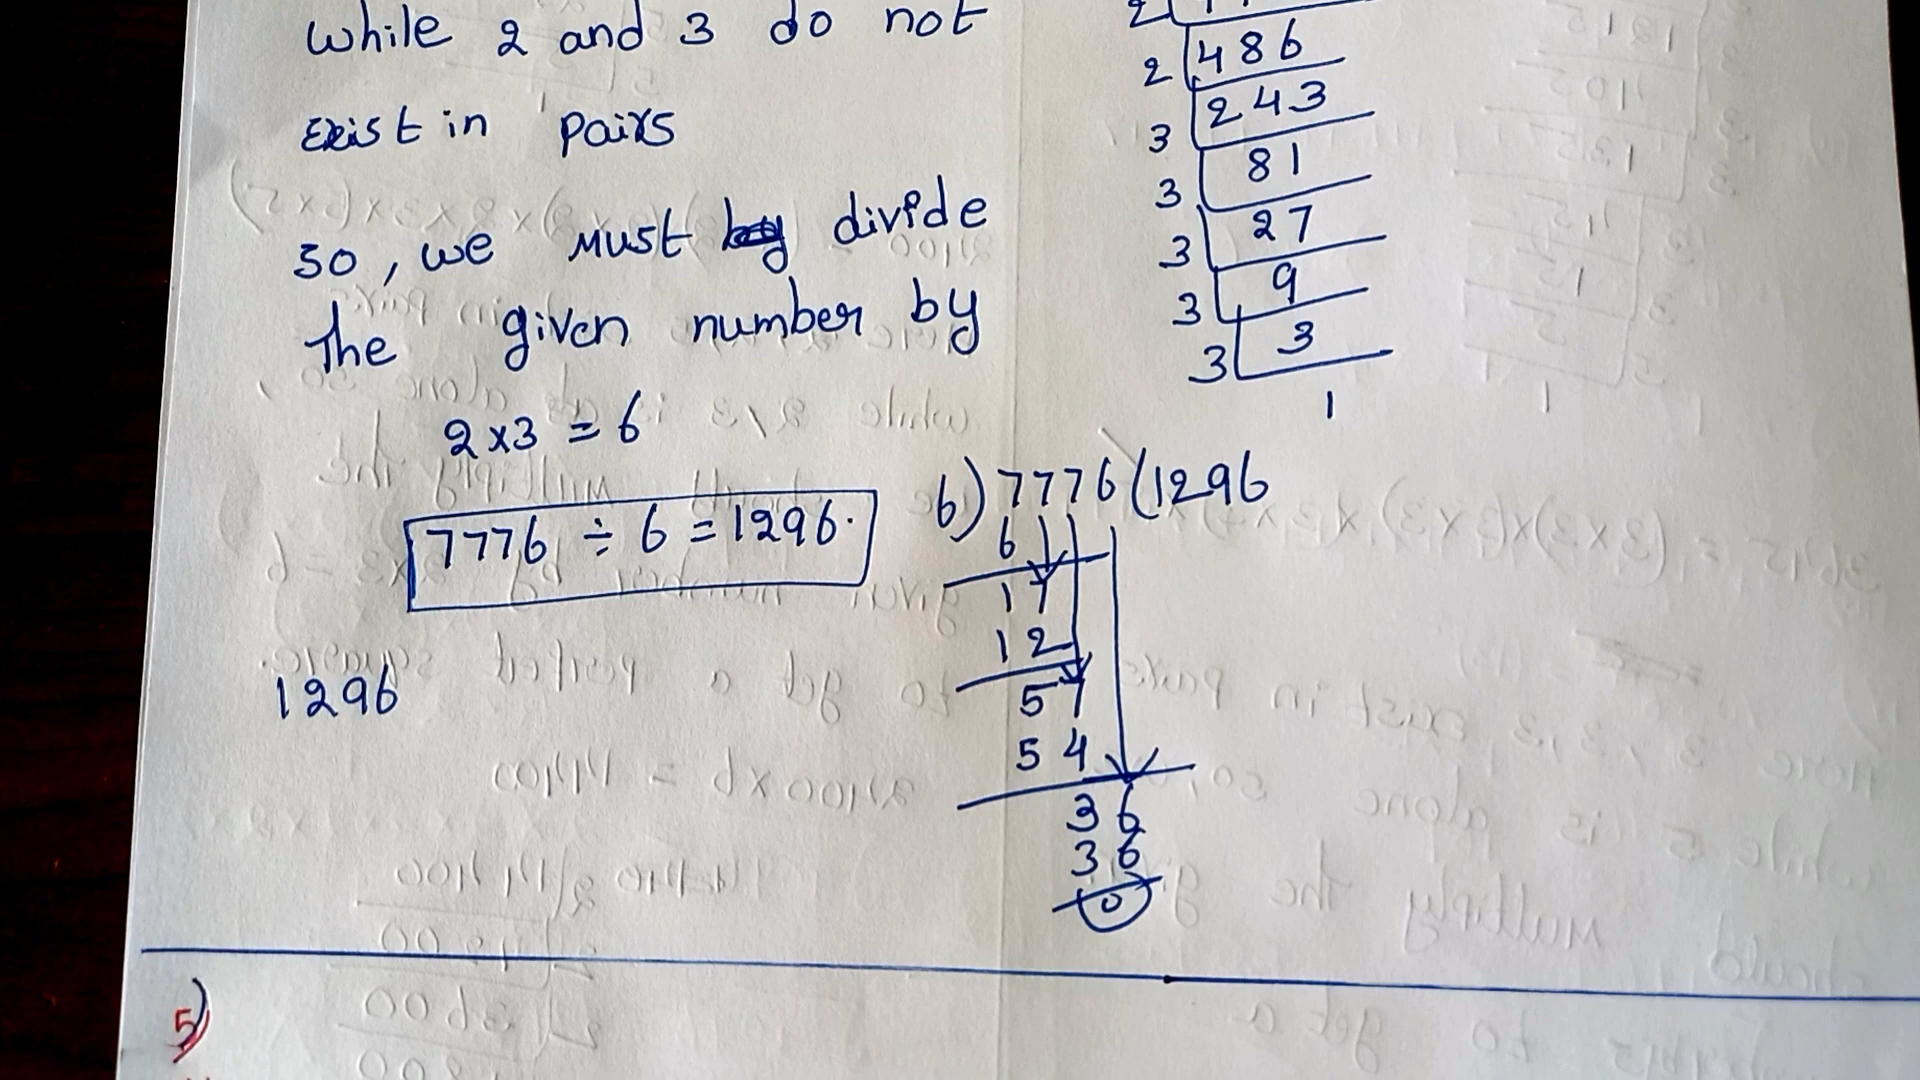 while 2 and 3 do not
exist in pairs
so, we must divide
the given number by
2 x 3 = 6
7776 ÷ 6 = 1296.
1296
2 486
2 243
3 81
3 27
3 9
3 3
3 1
6) 7776 (1296
6
17
12
57
54
36
36
0
5)